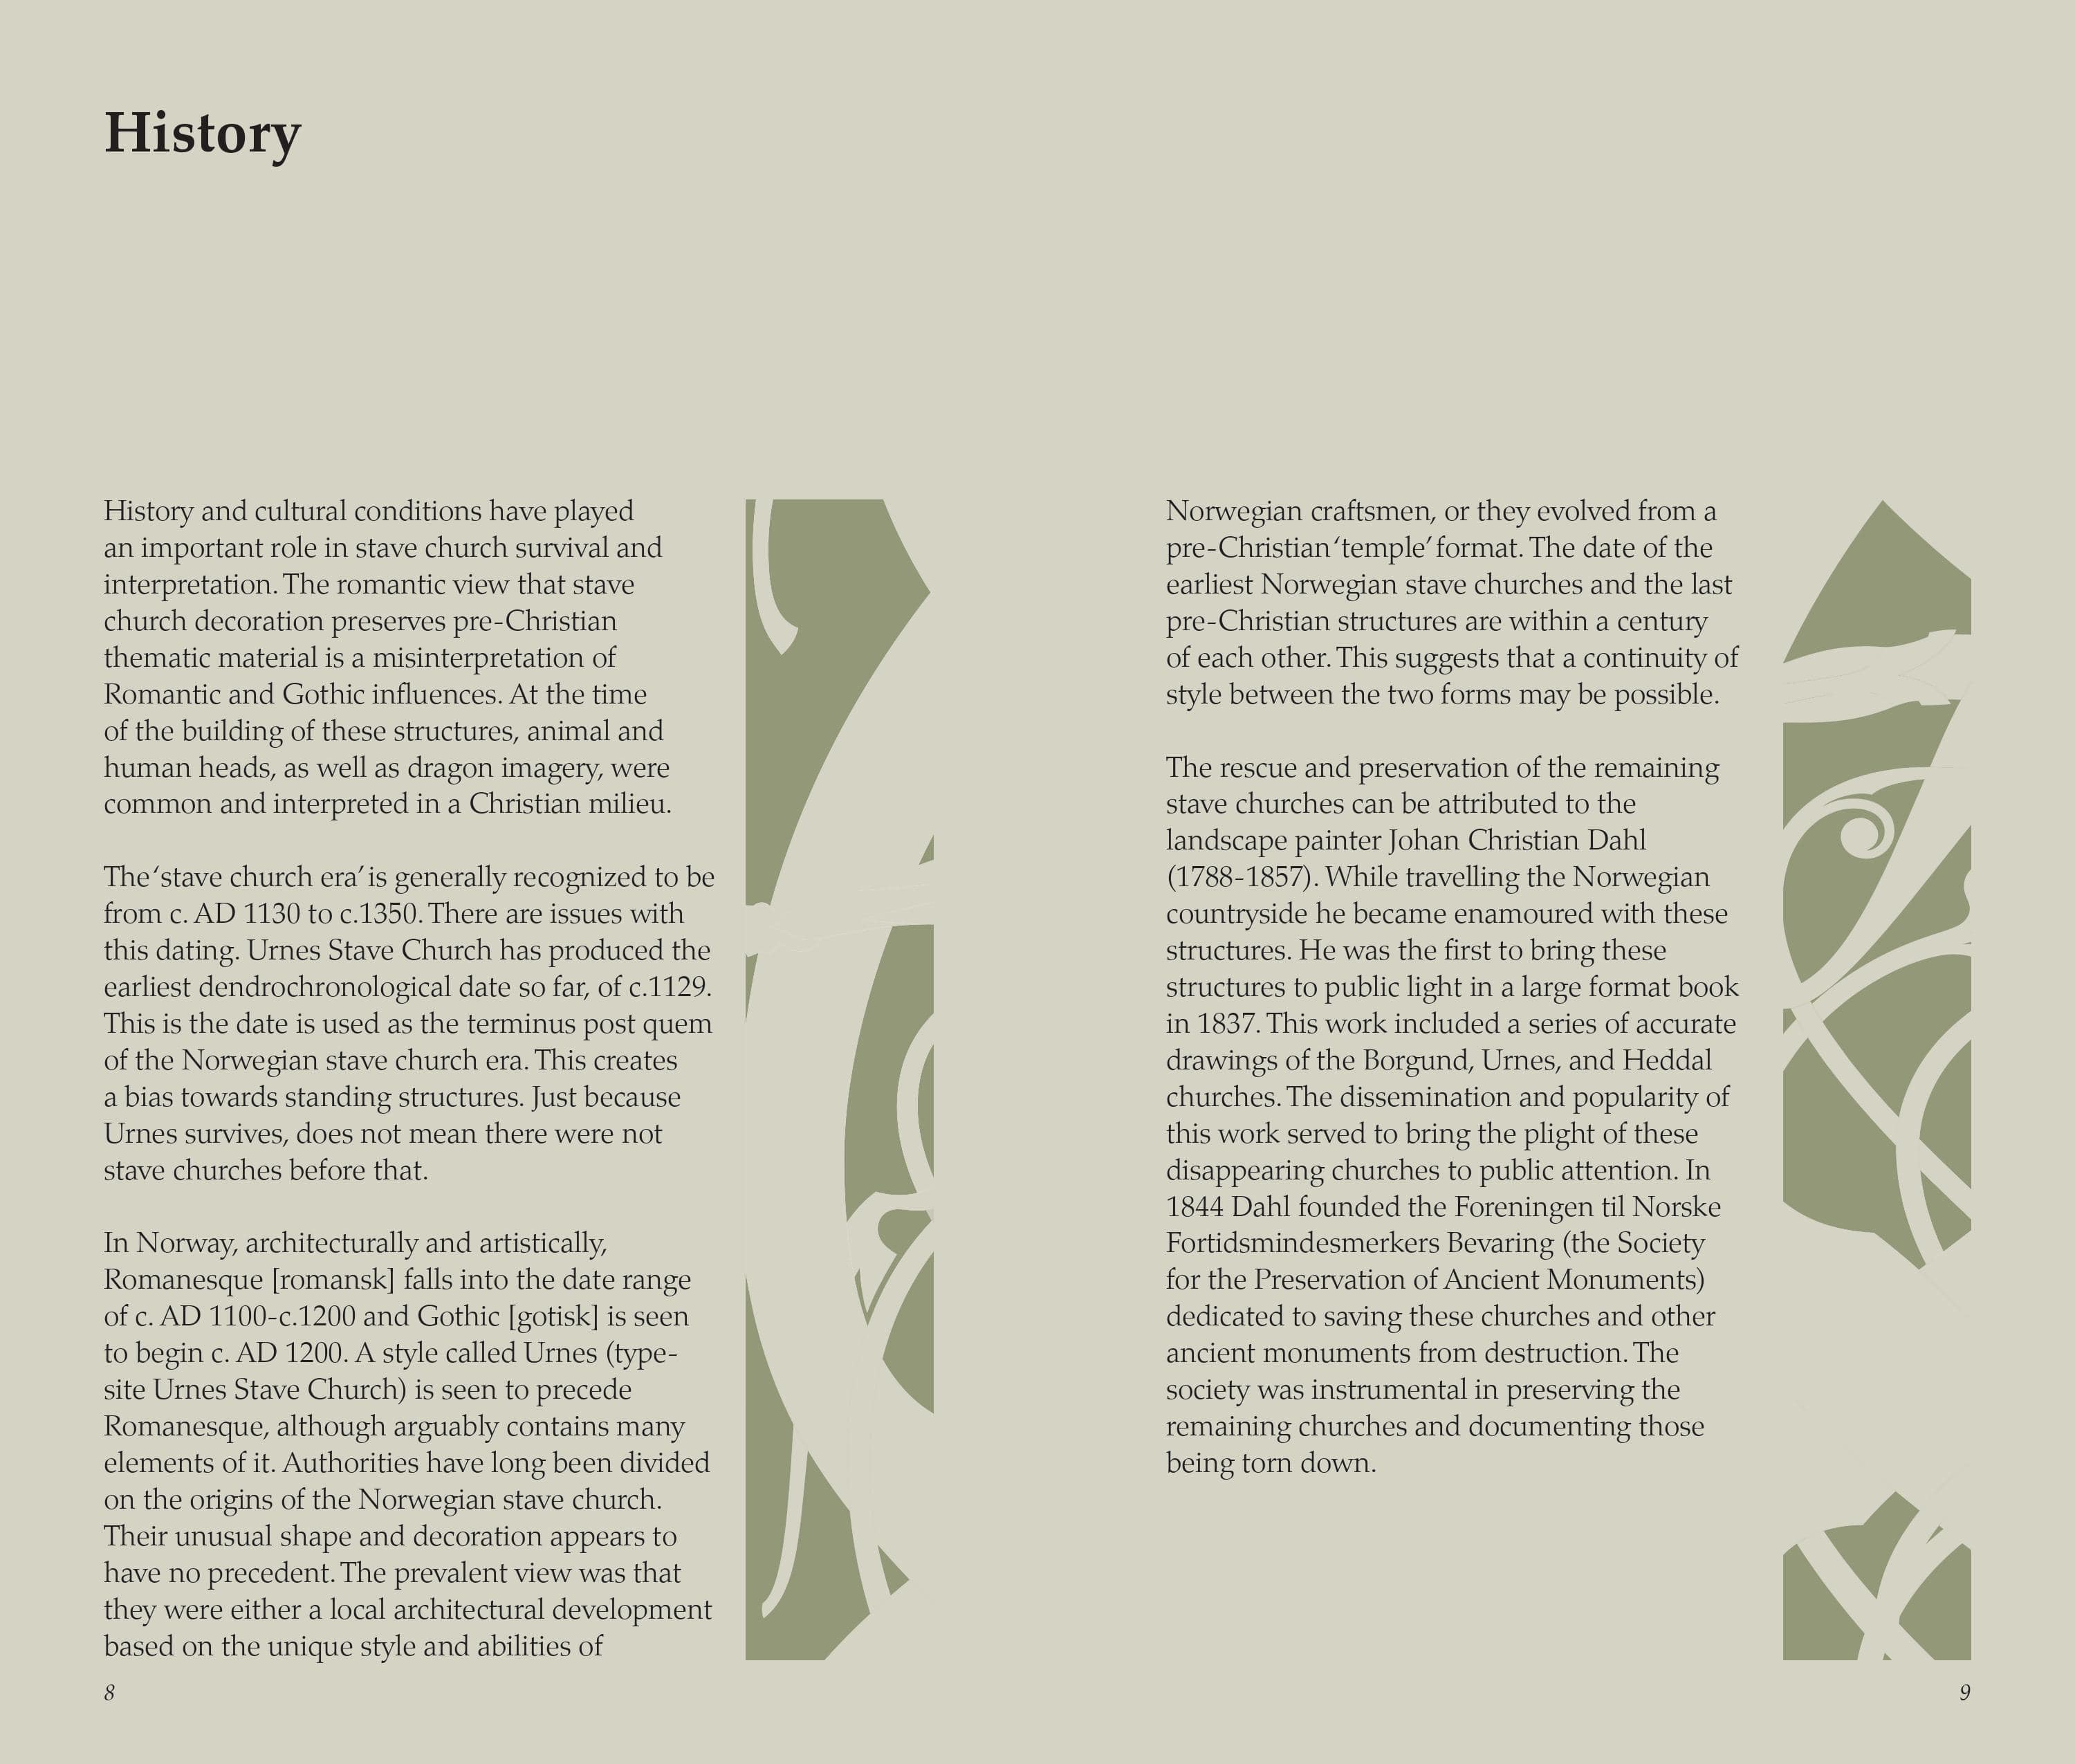 History
History and cultural conditions have played
an important role in stave church survival and
interpretation. The romantic view that stave
church decoration preserves pre-Christian
thematic material is a misinterpretation of
Romantic and Gothic influences. At the time
of the building of these structures, animal and
human heads, as well as dragon imagery, were
common and interpreted in a Christian milieu.
The ‘stave church era’ is generally recognized to be
from c. AD 1130 to c.1350. There are issues with
this dating. Urnes Stave Church has produced the
earliest dendrochronological date so far, of c.1129.
This is the date is used as the terminus post quem
of the Norwegian stave church era. This creates
a bias towards standing structures. Just because
Urnes survives, does not mean there were not
stave churches before that.
In Norway, architecturally and artistically,
Romanesque [romansk] falls into the date range
of c. AD 1100-c.1200 and Gothic [gotisk] is seen
to begin c. AD 1200. A style called Urnes (type-
site Urnes Stave Church) is seen to precede
Romanesque, although arguably contains many
elements of it. Authorities have long been divided
on the origins of the Norwegian stave church.
Their unusual shape and decoration appears to
have no precedent. The prevalent view was that
they were either a local architectural development
based on the unique style and abilities of
8
Norwegian craftsmen, or they evolved from a
pre-Christian ‘temple’ format. The date of the
earliest Norwegian stave churches and the last
pre-Christian structures are within a century
of each other. This suggests that a continuity of
style between the two forms may be possible.
The rescue and preservation of the remaining
stave churches can be attributed to the
landscape painter Johan Christian Dahl
(1788-1857). While travelling the Norwegian
countryside he became enamoured with these
structures. He was the first to bring these
structures to public light in a large format book
in 1837. This work included a series of accurate
drawings of the Borgund, Urnes, and Heddal
churches. The dissemination and popularity of
this work served to bring the plight of these
disappearing churches to public attention. In
1844 Dahl founded the Foreningen til Norske
Fortidsmindesmerkers Bevaring (the Society
for the Preservation of Ancient Monuments)
dedicated to saving these churches and other
ancient monuments from destruction. The
society was instrumental in preserving the
remaining churches and documenting those
being torn down.
9